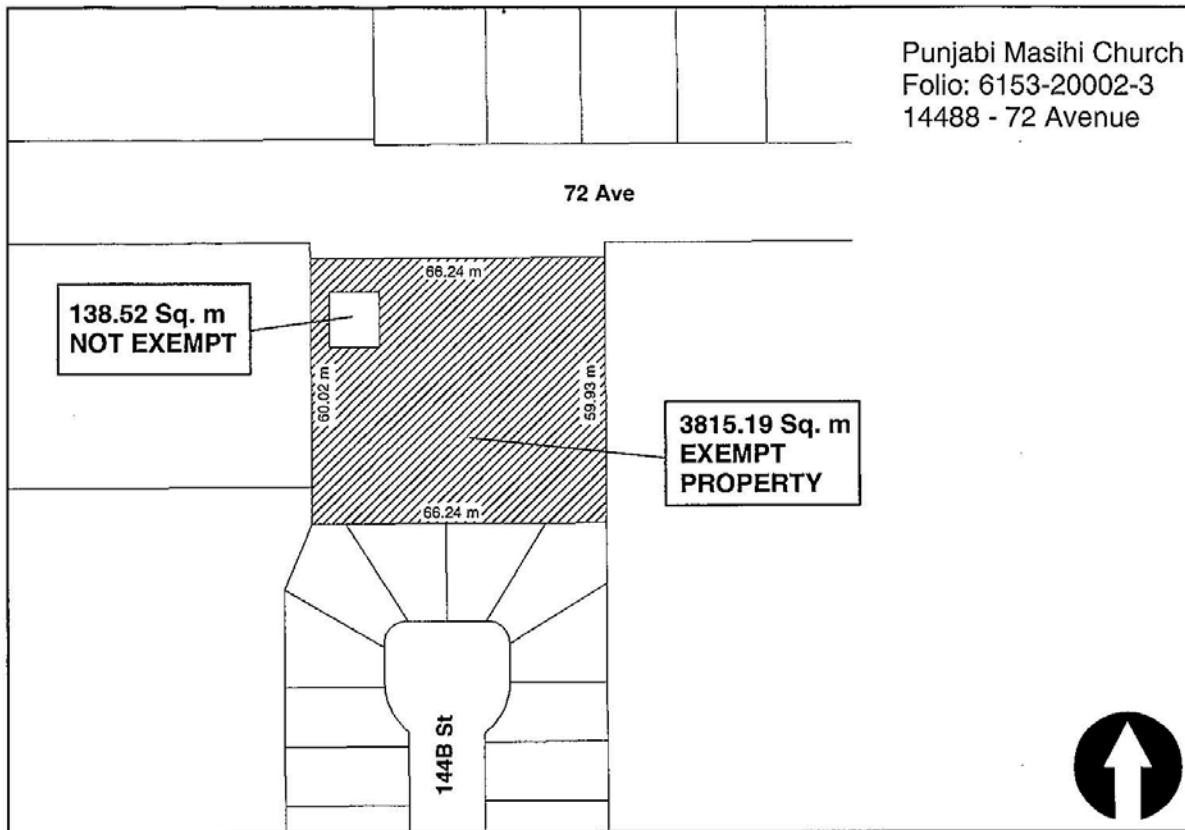 Punjabi Masihi Church
Folio: 6153-20002-3
14488 - 72 Avenue
72 Ave
66.24 m
138.52 Sq. m
NOT EXEMPT
60.02 m
59.93 m
3815.19 Sq. m
EXEMPT
PROPERTY
66.24 m
144B St